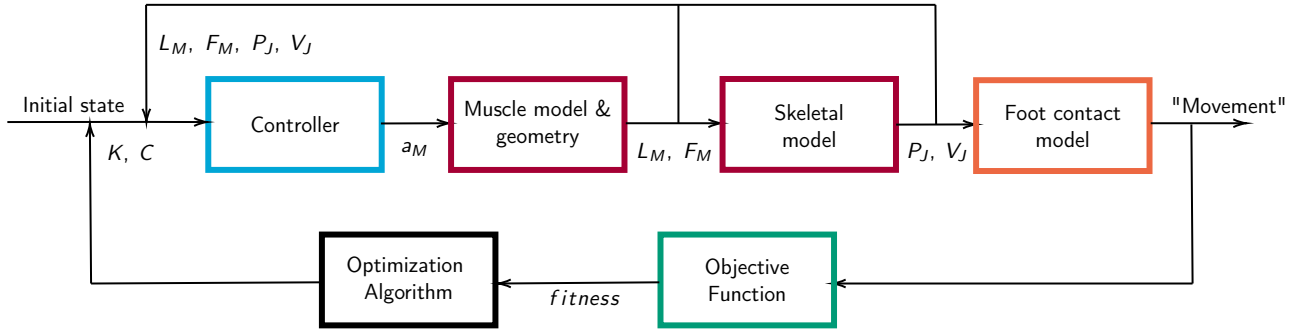 L_M, F_M, P_J, V_J
Initial state
K, C
Controller
a_M
Muscle model &
geometry
L_M, F_M
Skeletal
model
P_J, V_J
Foot contact
model
"Movement"
Optimization
Algorithm
fitness
Objective
Function